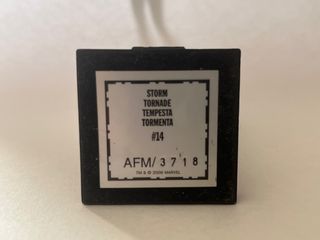 STORM
TORNADE
TEMPESTA
TORMENTA
#14
AFM/3718
TM & © 2006 MARVEL